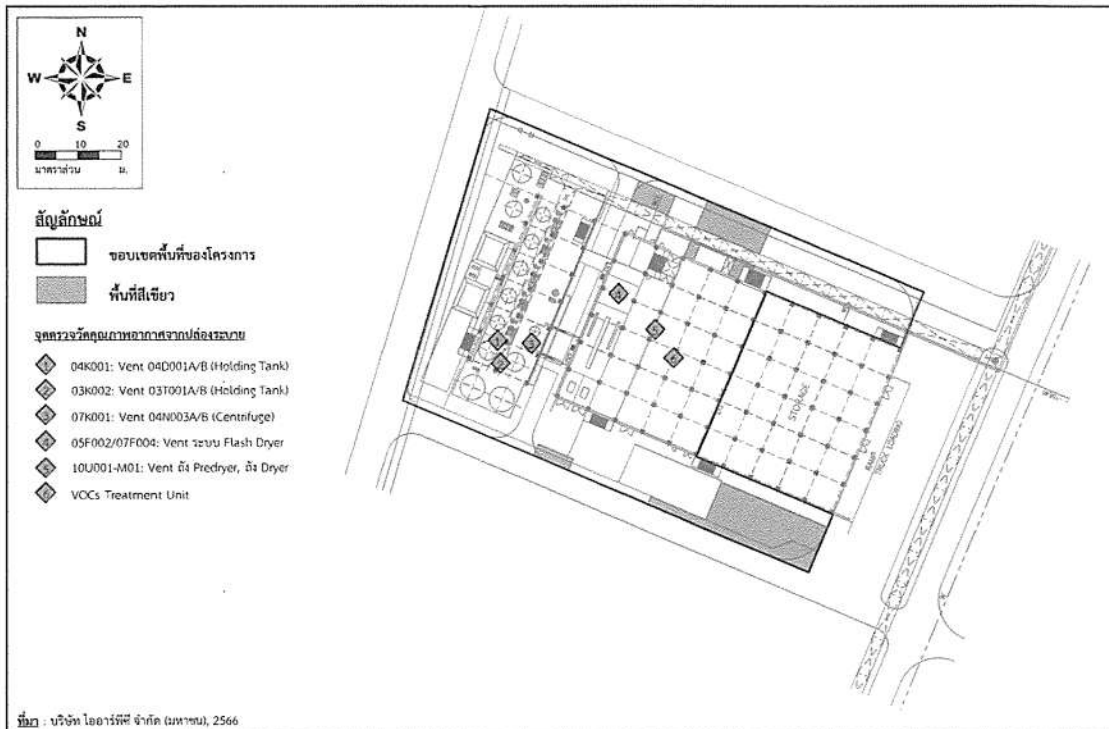 N
W E
S
0 10 20
มาตราส่วน ม.
สัญลักษณ์
ขอบเขตพื้นที่ของโครงการ
พื้นที่สีเขียว
จุดตรวจวัดคุณภาพอากาศจากปล่องระบาย
1 04K001: Vent 04D001A/B (Holding Tank)
2 03K002: Vent 03T001A/B (Holding Tank)
3 07K001: Vent 04N003A/B (Centrifuge)
4 05F002/07F004: Vent ระบบ Flash Dryer
5 10U001-M01: Vent ถัง Predryer, ถัง Dryer
6 VOCs Treatment Unit
4
5
6
1
3
2
STORAGE
RAMP
TRUCK LOADING
ที่มา : บริษัท ไออาร์พีซี จำกัด (มหาชน), 2566